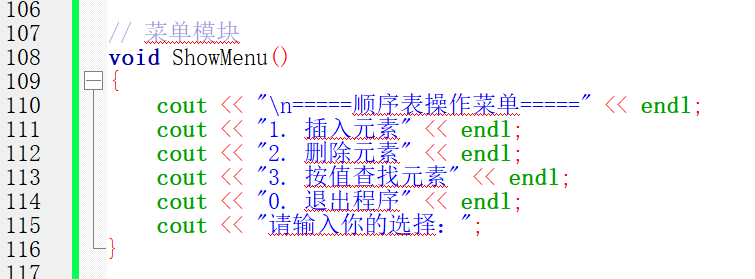 106
107 // 菜单模块
108 void ShowMenu()
109 {
110 cout << "\n=====顺序表操作菜单=====" << endl;
111 cout << "1. 插入元素" << endl;
112 cout << "2. 删除元素" << endl;
113 cout << "3. 按值查找元素" << endl;
114 cout << "0. 退出程序" << endl;
115 cout << "请输入你的选择：";
116 }
117